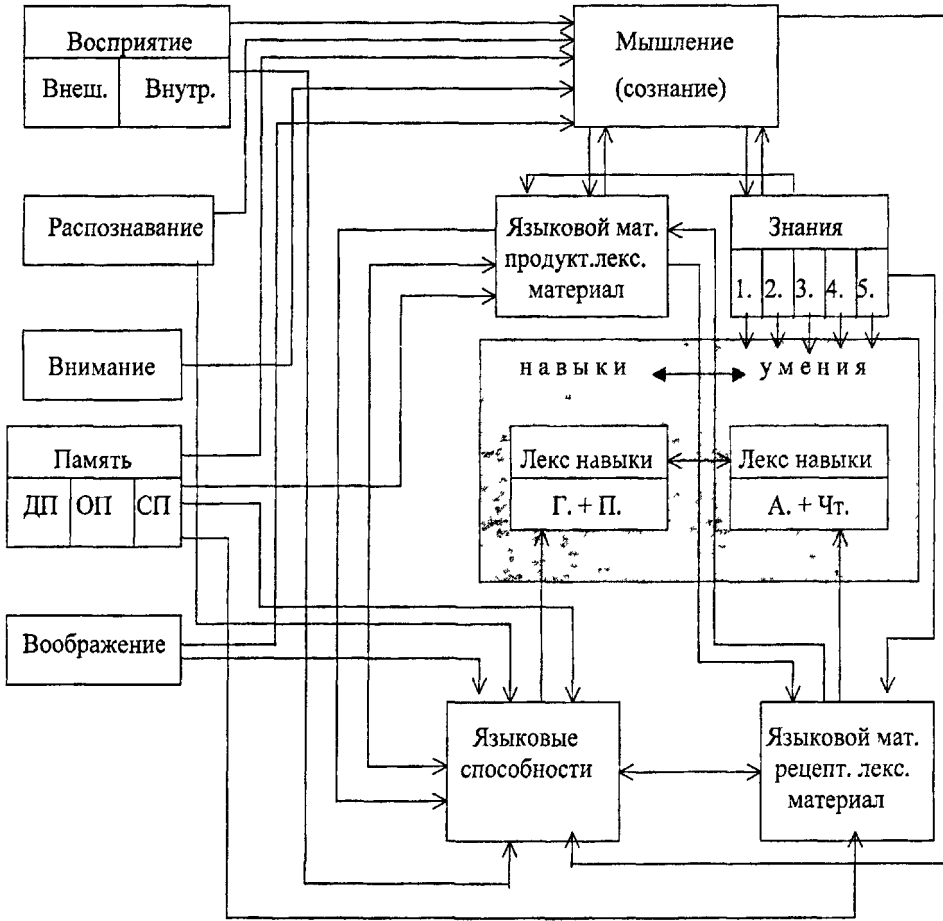 Восприятие
Внеш. Внутр.
Мышление
(сознание)
Распознавание
Языковой мат.
продукт.лекс.
материал
Знания
1. 2. 3. 4. 5.
Внимание
навыки умения
Память
ДП ОП СП
Лекс навыки
Г. + П.
Лекс навыки
А. + Чт.
Воображение
Языковые
способности
Языковой мат.
рецепт. лекс.
материал